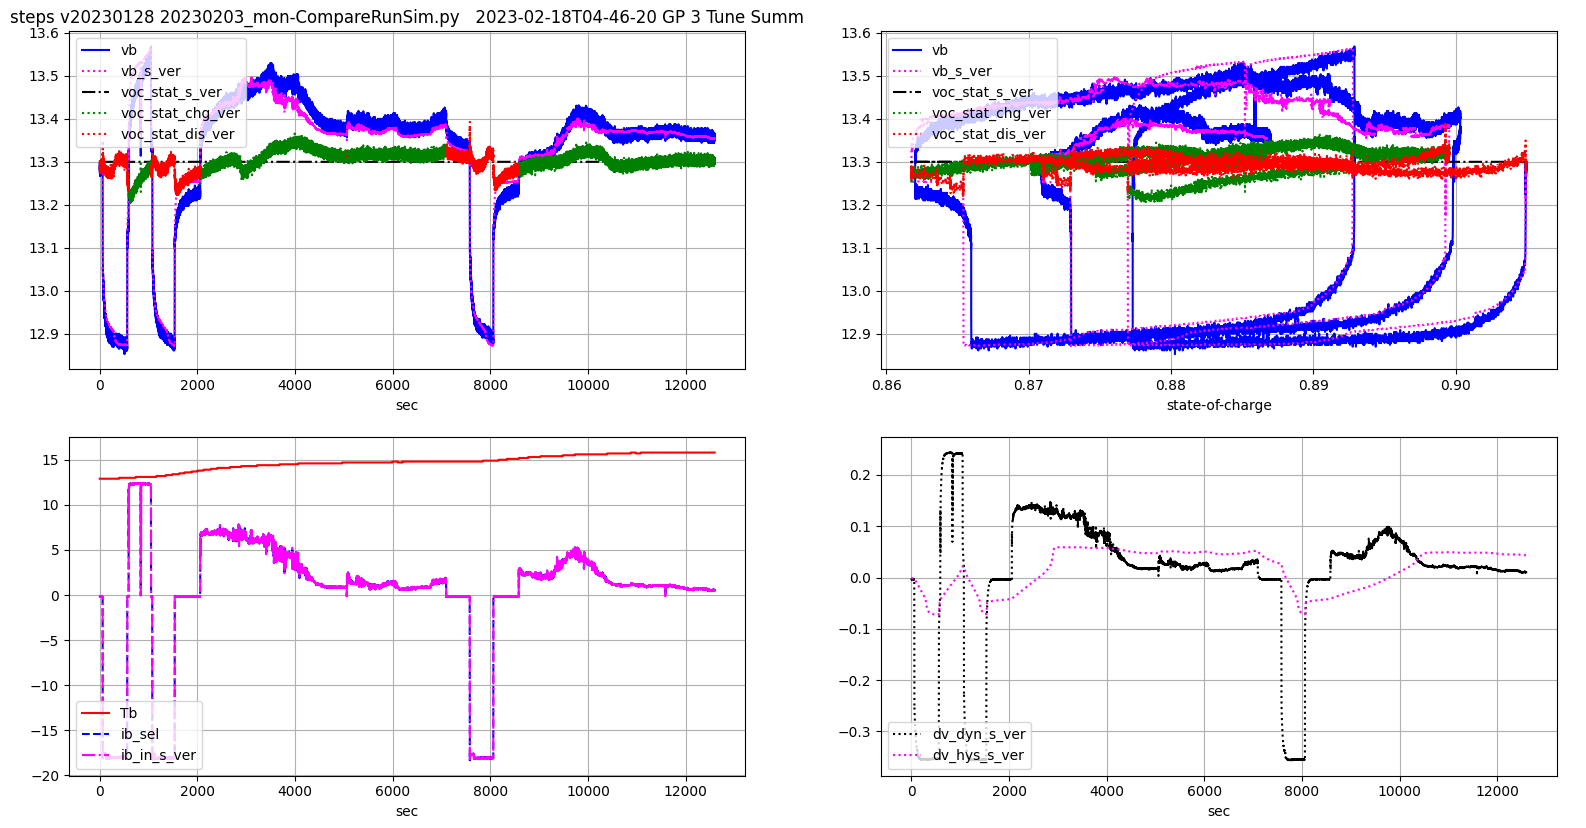 steps v20230128 20230203_mon-CompareRunSim.py   2023-02-18T04-46-20 GP 3 Tune Summ
13.6
13.5
13.4
13.3
13.2
13.1
13.0
12.9
vb
vb_s_ver
voc_stat_s_ver
voc_stat_chg_ver
voc_stat_dis_ver
0 2000 4000 6000 8000 10000 12000
sec
13.6
13.5
13.4
13.3
13.2
13.1
13.0
12.9
vb
vb_s_ver
voc_stat_s_ver
voc_stat_chg_ver
voc_stat_dis_ver
0.86 0.87 0.88 0.89 0.90
state-of-charge
15
10
5
0
−5
−10
−15
−20
Tb
ib_sel
ib_in_s_ver
0 2000 4000 6000 8000 10000 12000
sec
0.2
0.1
0.0
−0.1
−0.2
−0.3
dv_dyn_s_ver
dv_hys_s_ver
0 2000 4000 6000 8000 10000 12000
sec